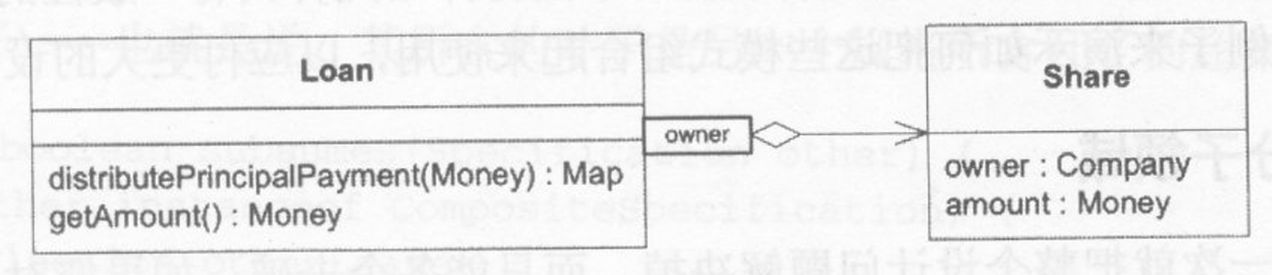 Loan
distributePrincipalPayment(Money) : Map
getAmount() : Money
owner
Share
owner : Company
amount : Money